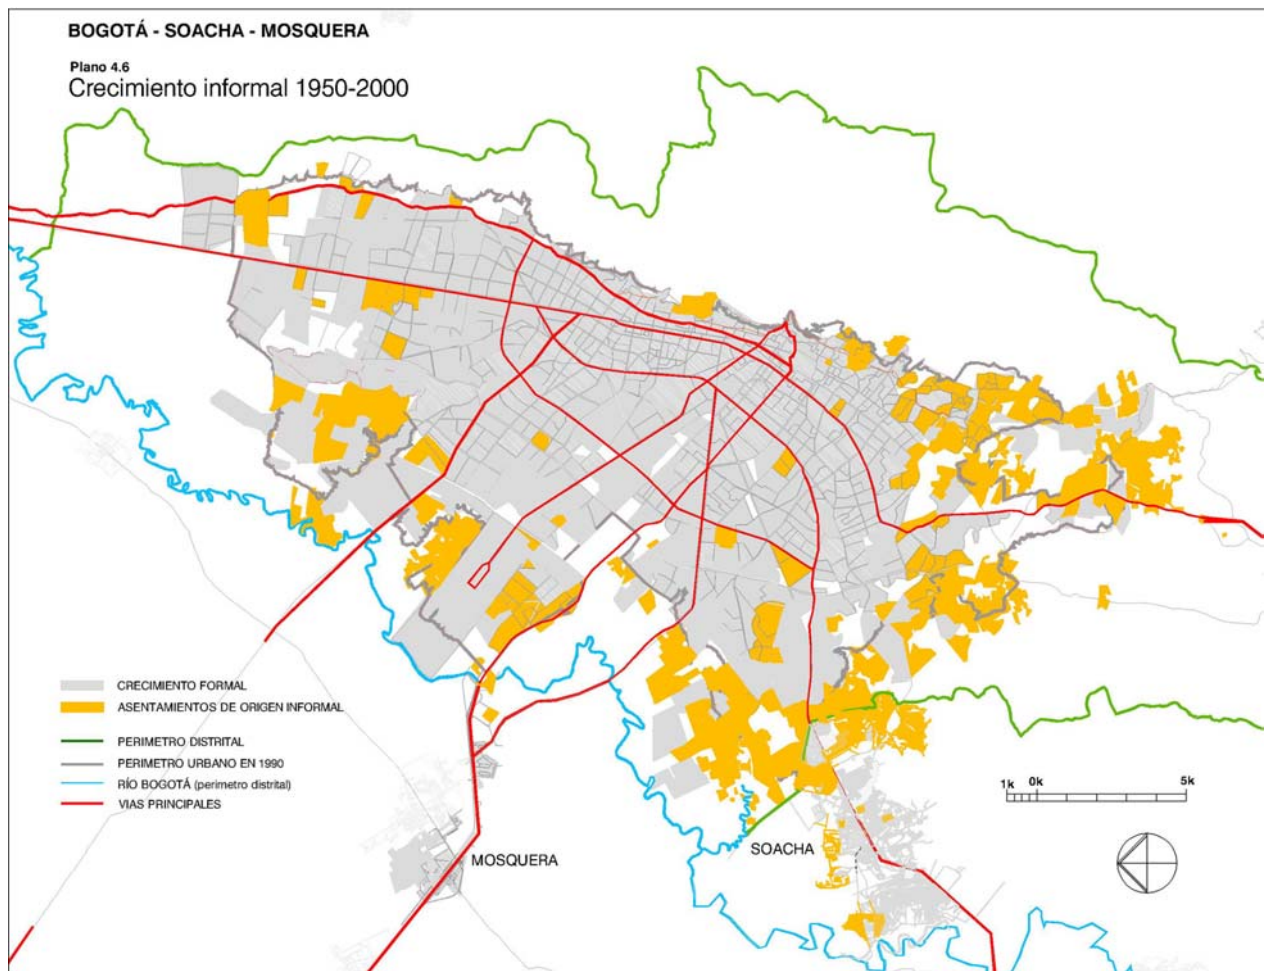 BOGOTÁ - SOACHA - MOSQUERA
Plano 4.6
Crecimiento informal 1950-2000
CRECIMIENTO FORMAL
ASENTAMIENTOS DE ORIGEN INFORMAL
PERIMETRO DISTRITAL
PERIMETRO URBANO EN 1990
RÍO BOGOTÁ (perimetro distrital)
VIAS PRINCIPALES
1k 0k 5k
SOACHA
MOSQUERA